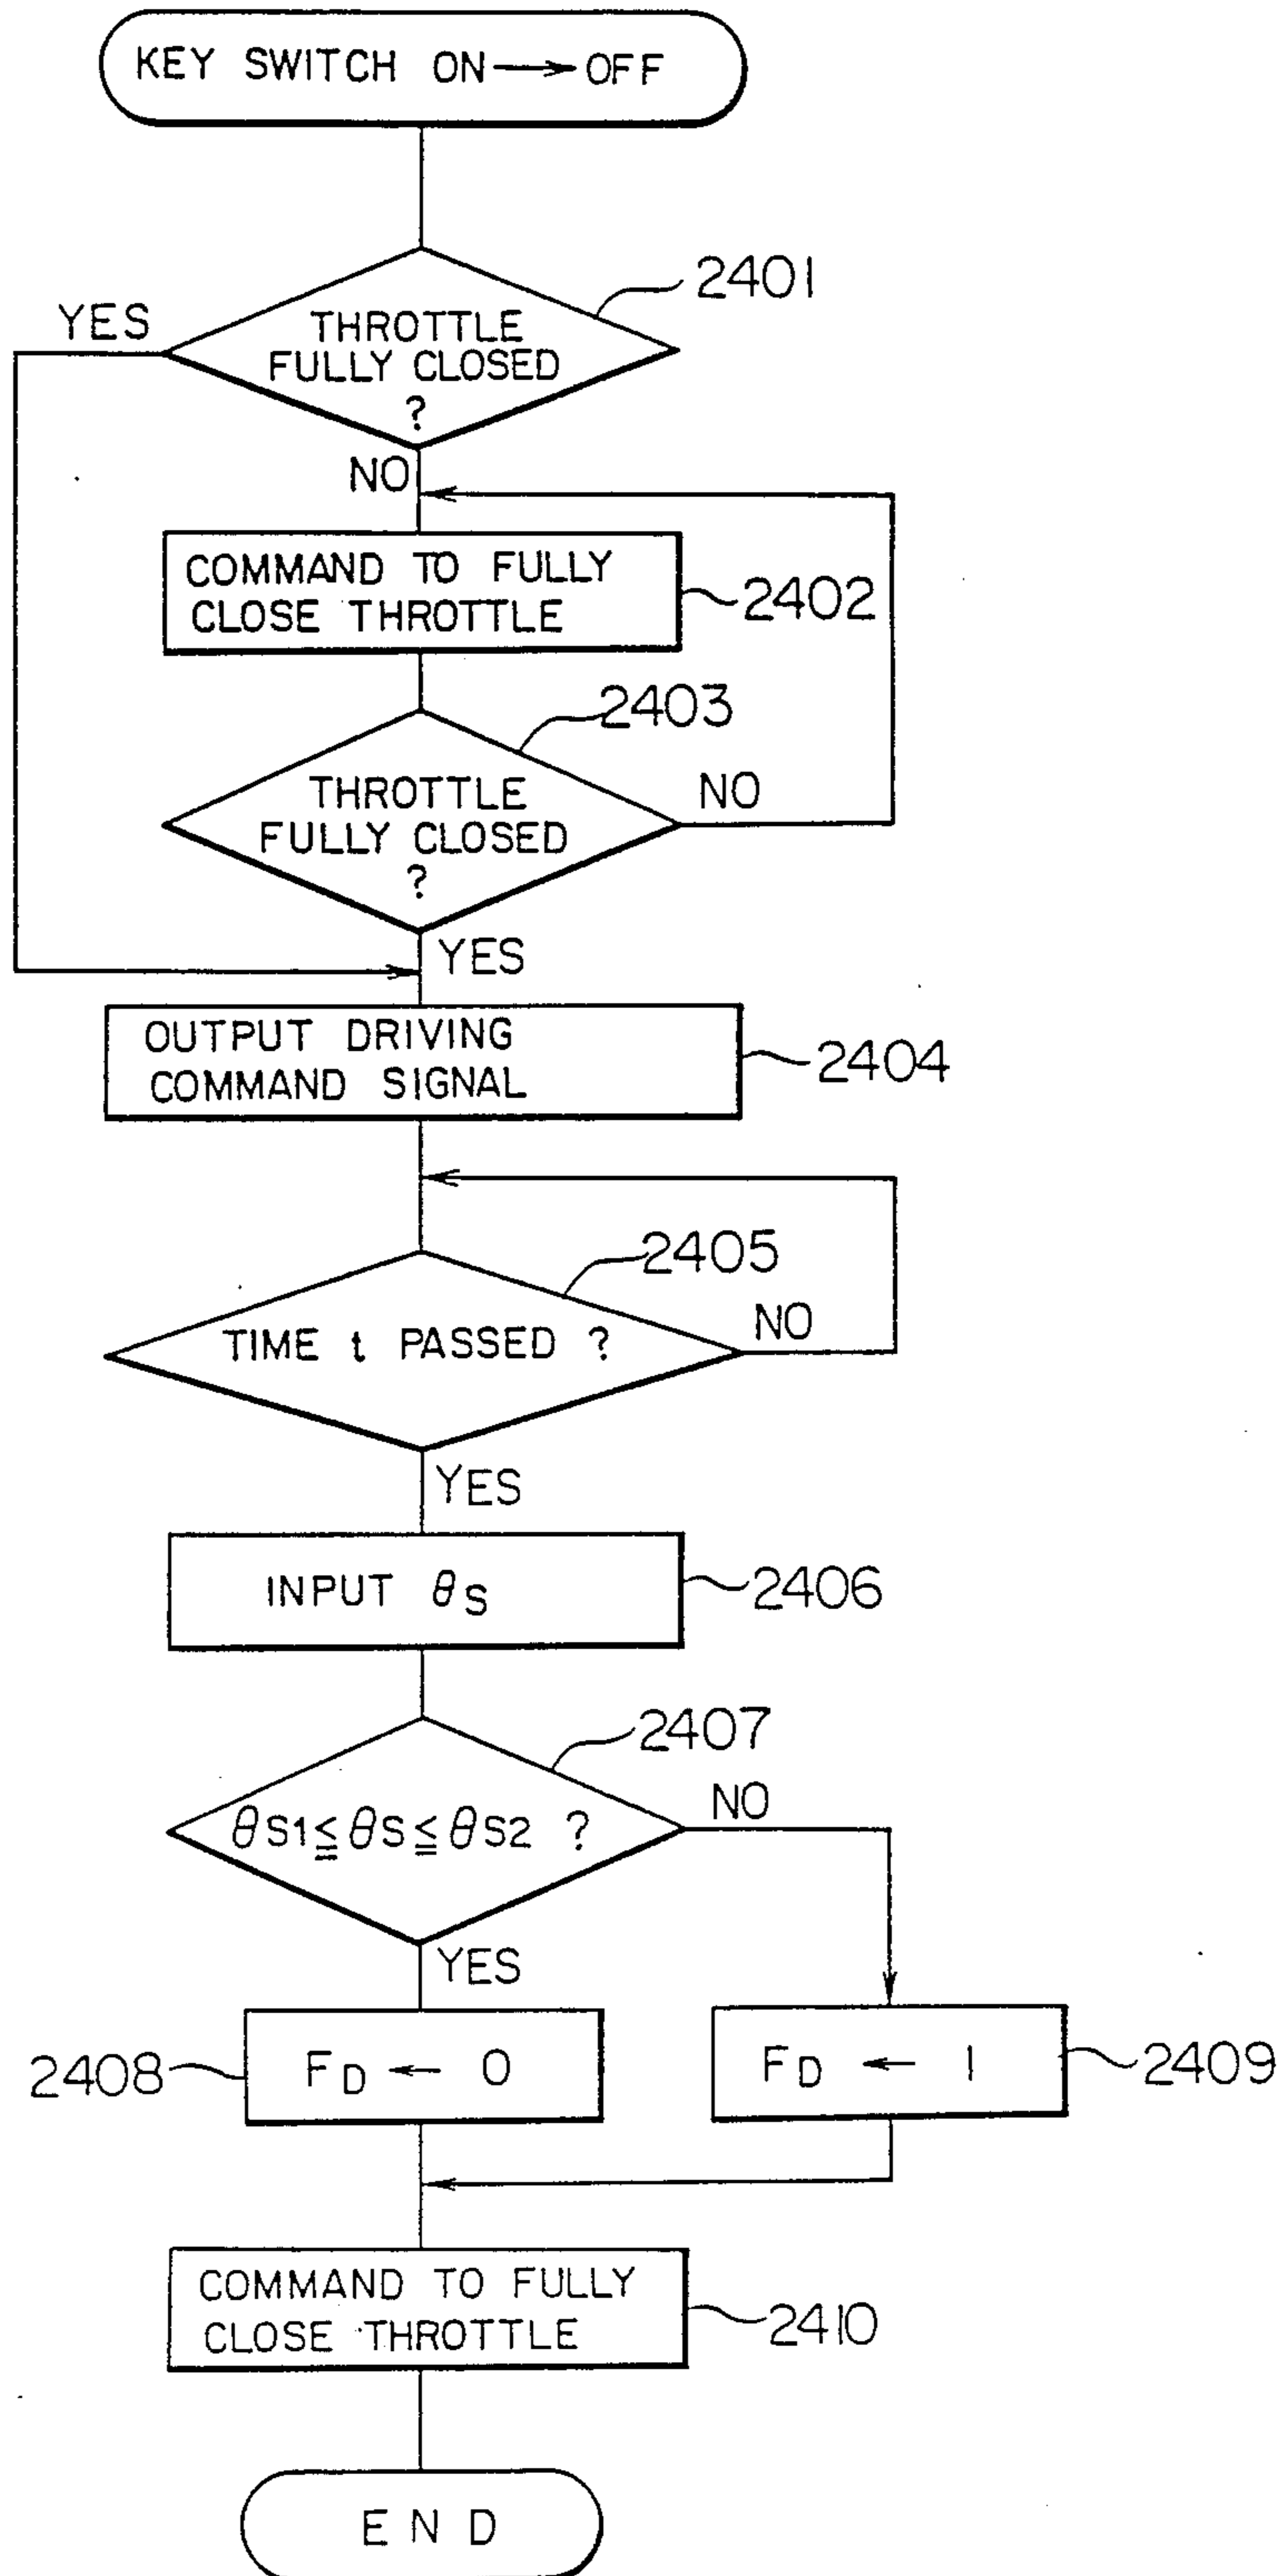 KEY SWITCH ON → OFF
2401
YES
THROTTLE
FULLY CLOSED
?
NO
COMMAND TO FULLY
CLOSE THROTTLE
2402
2403
THROTTLE
FULLY CLOSED
?
NO
YES
OUTPUT DRIVING
COMMAND SIGNAL
2404
2405
TIME t PASSED ?
NO
YES
INPUT θS
2406
2407
θS1 ≦ θS ≦ θS2 ?
NO
YES
2408
FD ← 0
FD ← 1
2409
COMMAND TO FULLY
CLOSE THROTTLE
2410
END